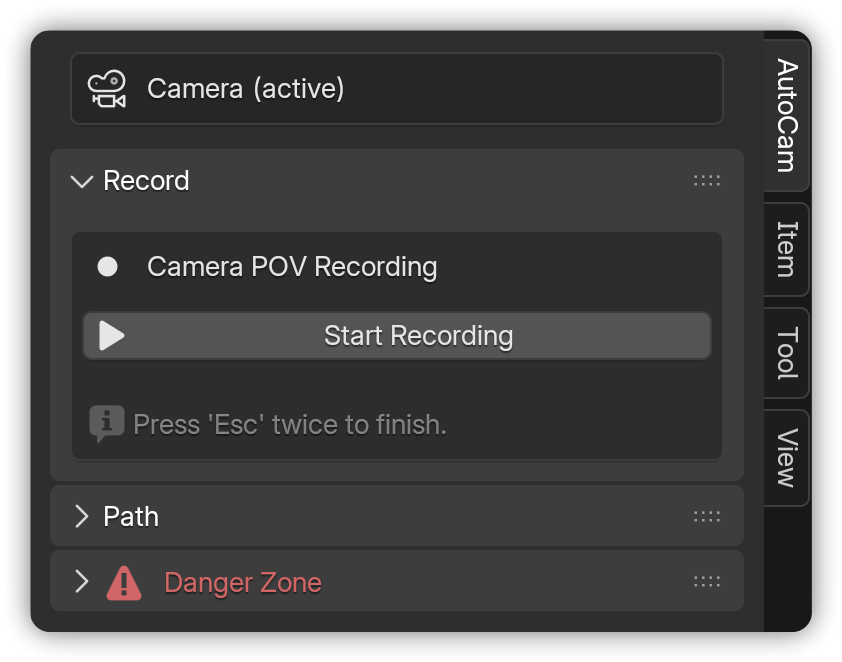 Camera (active)
Record
Camera POV Recording
Start Recording
Press 'Esc' twice to finish.
Path
Danger Zone
AutoCam
Item
Tool
View